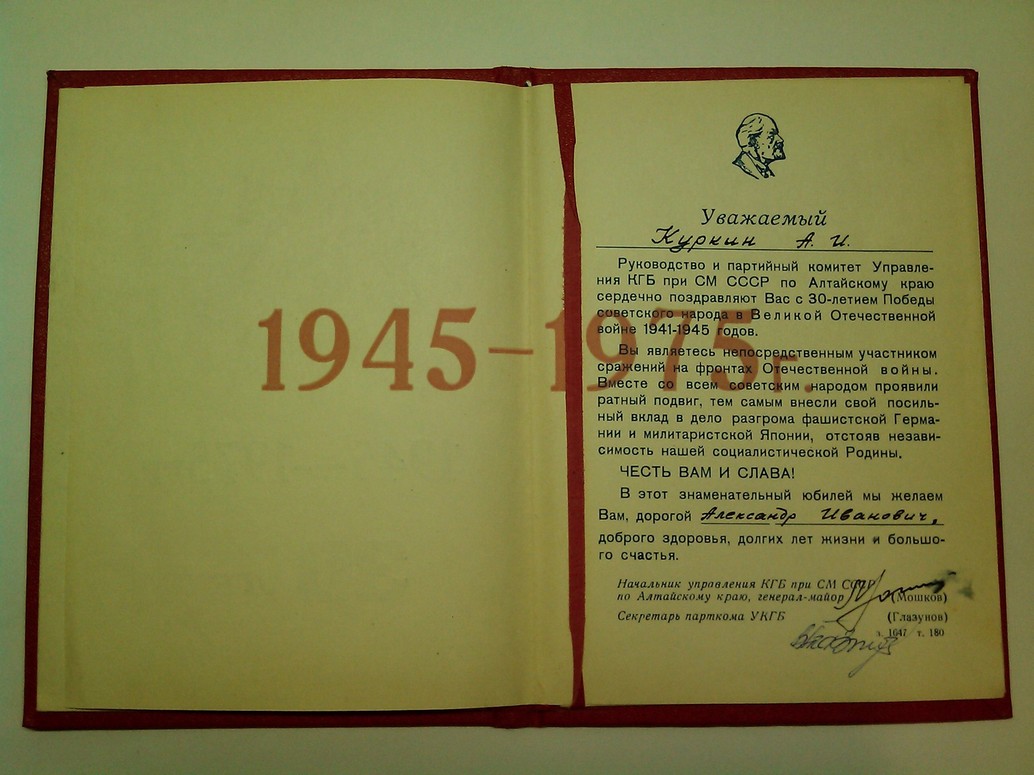 1945–1975г.
Уважаемый
Куркин А. И.
Руководство и партийный комитет Управле-
ния КГБ при СМ СССР по Алтайскому краю
сердечно поздравляют Вас с 30-летием Победы
советского народа в Великой Отечественной
войне 1941-1945 годов.
Вы являетесь непосредственным участником
сражений на фронтах Отечественной войны.
Вместе со всем советским народом проявили
ратный подвиг, тем самым внесли свой посиль-
ный вклад в дело разгрома фашистской Герма-
нии и милитаристской Японии, отстояв незави-
симость нашей социалистической Родины.
ЧЕСТЬ ВАМ И СЛАВА!
В этот знаменательный юбилей мы желаем
Вам, дорогой Александр Иванович,
доброго здоровья, долгих лет жизни и большо-
го счастья.
Начальник управления КГБ при СМ СССР
по Алтайскому краю, генерал-майор (Мошков)
Секретарь парткома УКГБ (Глазунов)
з. 1647 т. 180